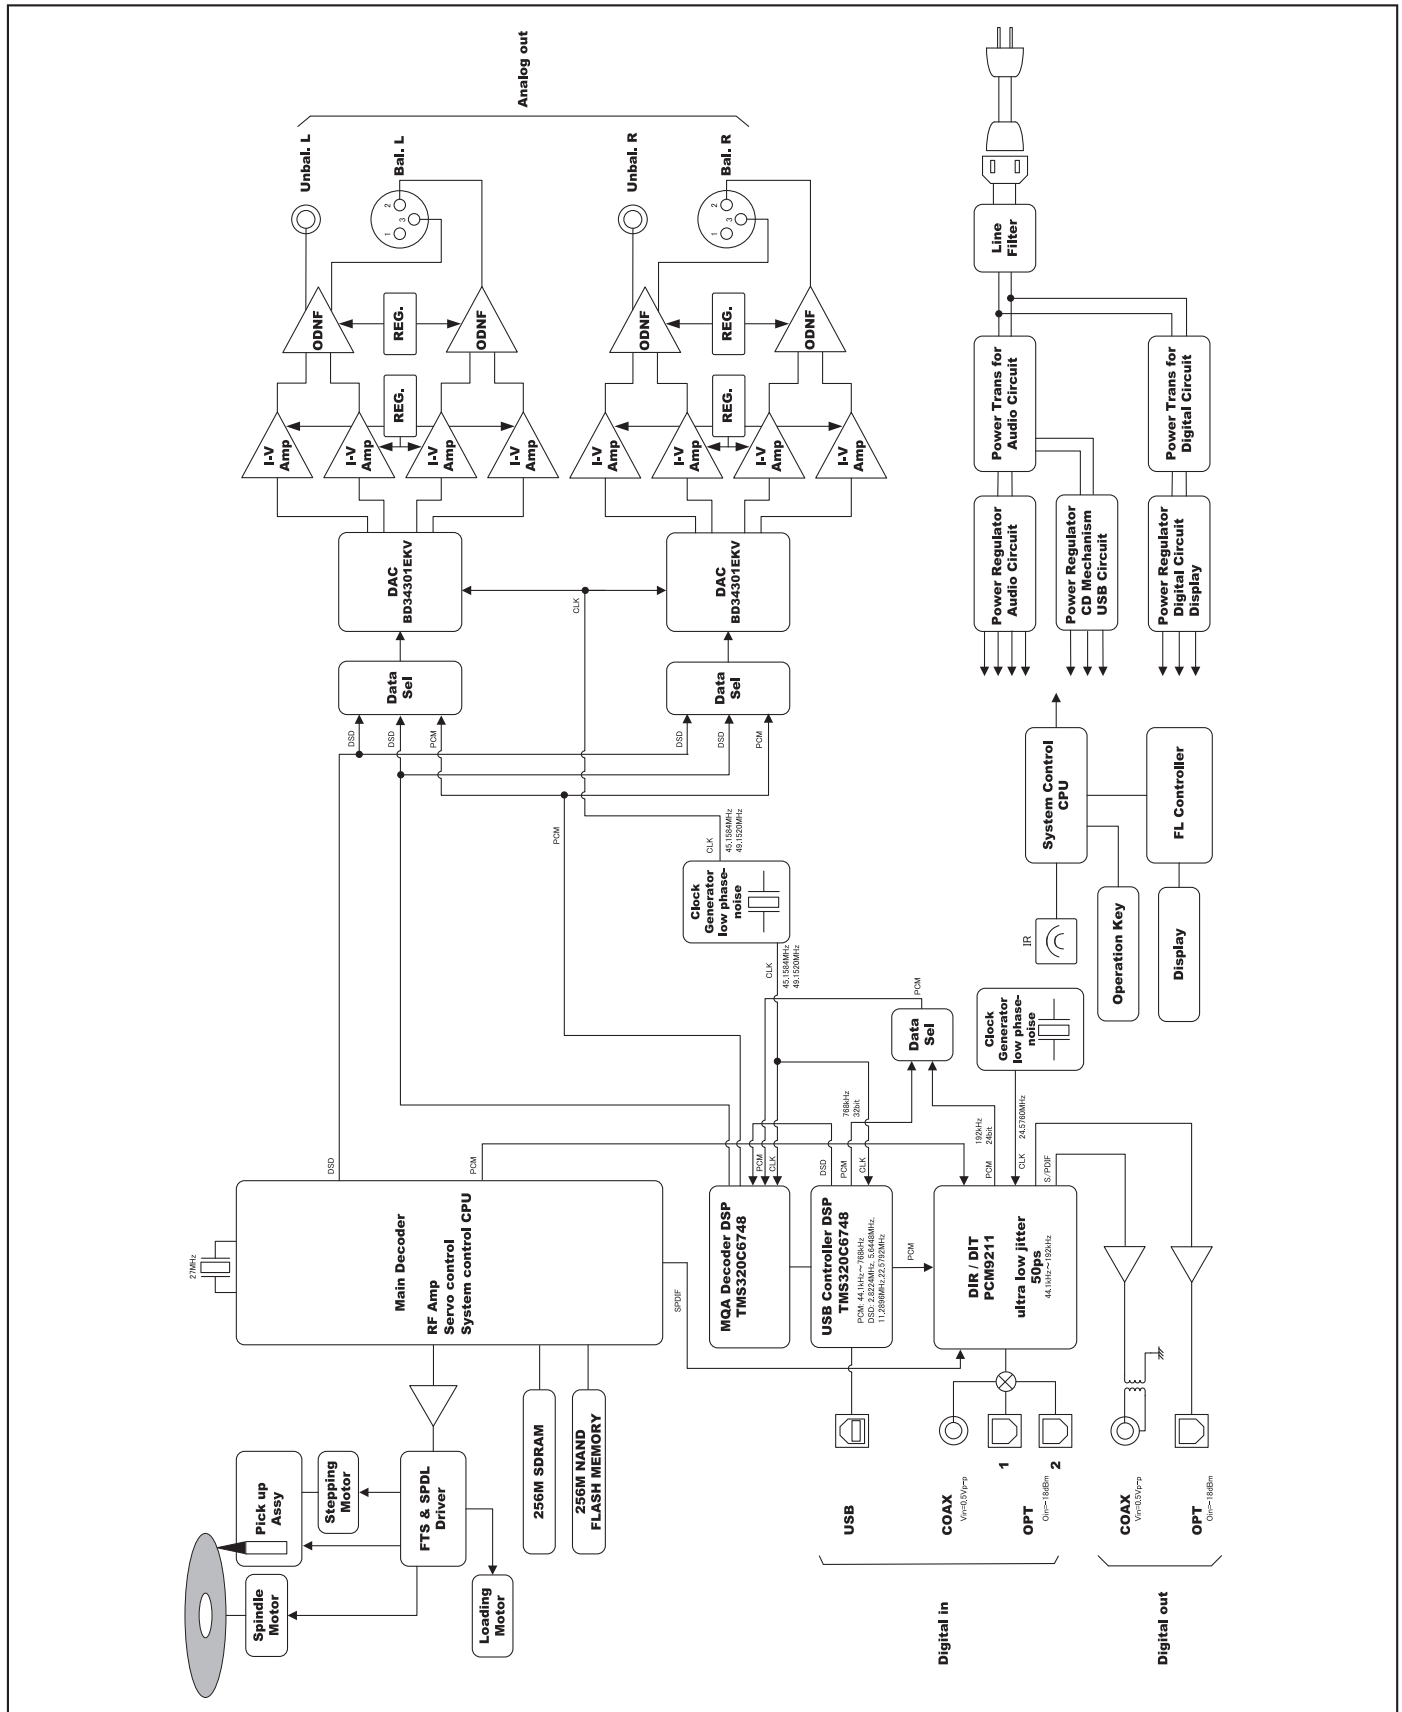 Analog out
Unbal. L
Bal. L
Unbal. R
Bal. R
1
2
3
1
2
3
ODNF
REG.
ODNF
ODNF
REG.
ODNF
I-V
Amp
I-V
Amp
REG.
I-V
Amp
I-V
Amp
I-V
Amp
I-V
Amp
REG.
I-V
Amp
I-V
Amp
DAC
BD34301EKV
DAC
BD34301EKV
CLK
Data
Sel
Data
Sel
DSD
DSD
PCM
DSD
DSD
PCM
PCM
CLK
45.1584MHz
49.1520MHz
Clock
Generator
low phase-
noise
CLK
45.1584MHz
49.1520MHz
PCM
Data
Sel
Line
Filter
Power Trans for
Audio Circuit
Power Trans for
Digital Circuit
Power Regulator
Audio Circuit
Power Regulator
CD Mechanism
USB Circuit
Power Regulator
Digital Circuit
Display
System Control
CPU
FL Controller
IR
Operation Key
Display
Clock
Generator
low phase-
noise
DSD
PCM
PCM
CLK
DSD
PCM
CLK
768kHz
32bit
192kHz
24bit
PCM
CLK
24.5760MHz
S/PDIF
27MHz
Main Decoder
RF Amp
Servo control
System control CPU
SPDIF
MQA Decoder DSP
TMS320C6748
USB Controller DSP
TMS320C6748
PCM: 44.1kHz～768kHz
DSD: 2.8224MHz, 5.6448MHz,
11.2896MHz,22.5792MHz
PCM
DIR / DIT
PCM9211
ultra low jitter
50ps
44.1kHz～192kHz
Pick up
Assy
Stepping
Motor
FTS & SPDL
Driver
Spindle
Motor
Loading
Motor
256M SDRAM
256M NAND
FLASH MEMORY
USB
COAX
Vin=0.5Vp-p
1
2
OPT
Oin=-18dBm
COAX
Vin=0.5Vp-p
OPT
Oin=-18dBm
Digital in
Digital out